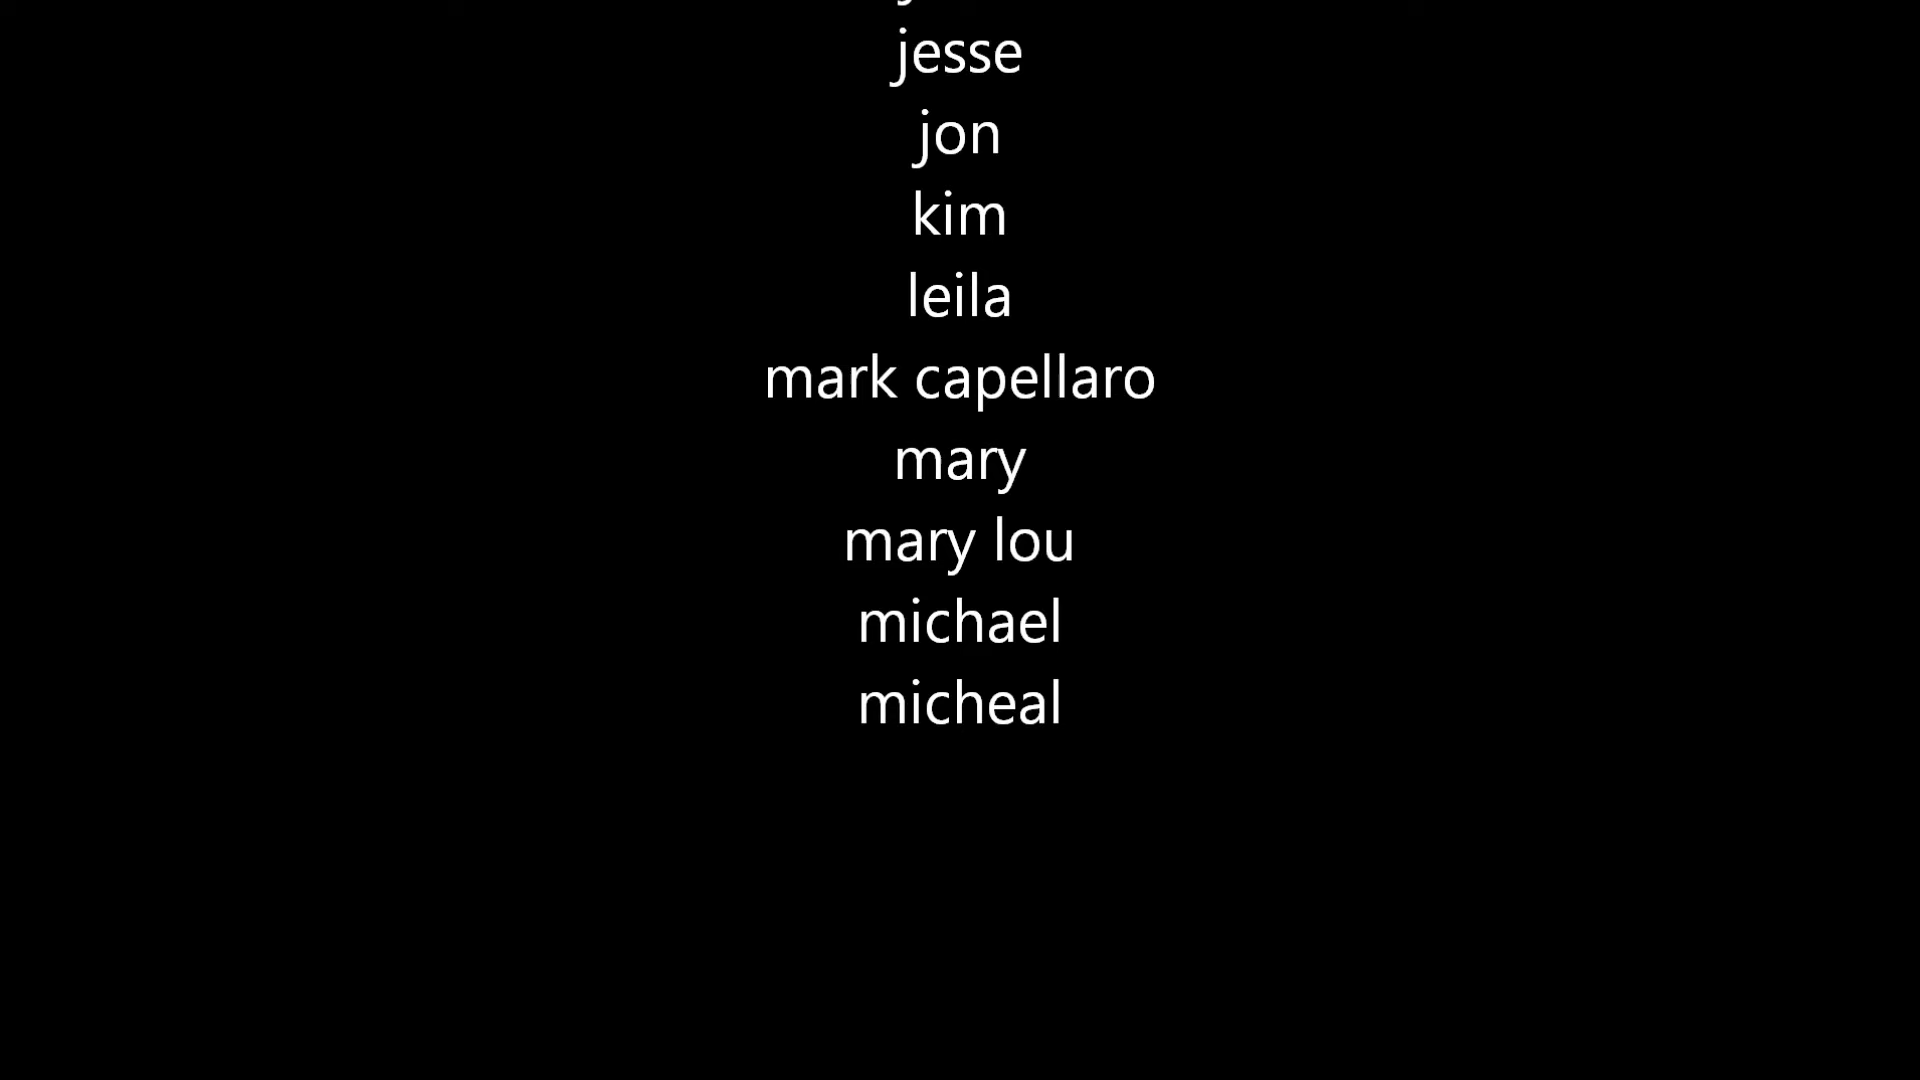 jesse
jon
kim
leila
mark capellaro
mary
mary lou
michael
micheal